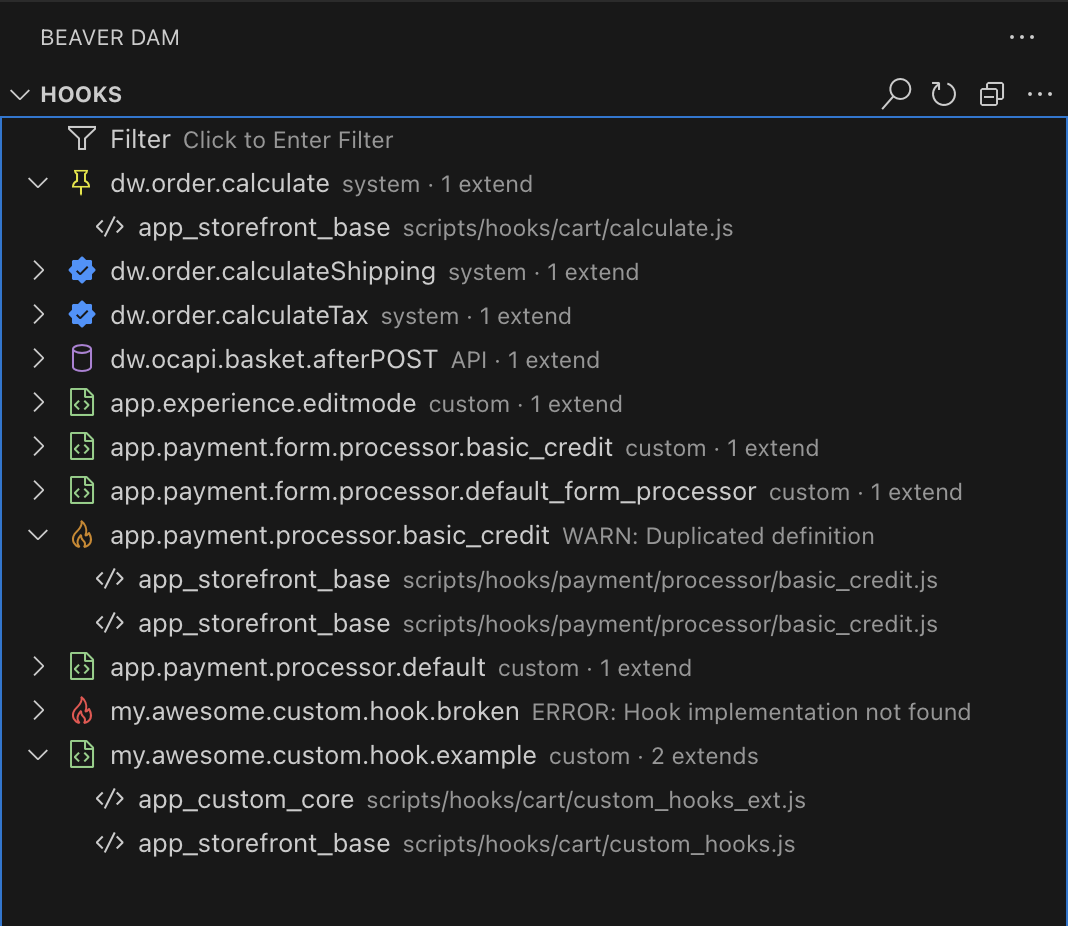 BEAVER DAM
HOOKS
Filter Click to Enter Filter
dw.order.calculate system · 1 extend
app_storefront_base scripts/hooks/cart/calculate.js
dw.order.calculateShipping system · 1 extend
dw.order.calculateTax system · 1 extend
dw.ocapi.basket.afterPOST API · 1 extend
app.experience.editmode custom · 1 extend
app.payment.form.processor.basic_credit custom · 1 extend
app.payment.form.processor.default_form_processor custom · 1 extend
app.payment.processor.basic_credit WARN: Duplicated definition
app_storefront_base scripts/hooks/payment/processor/basic_credit.js
app_storefront_base scripts/hooks/payment/processor/basic_credit.js
app.payment.processor.default custom · 1 extend
my.awesome.custom.hook.broken ERROR: Hook implementation not found
my.awesome.custom.hook.example custom · 2 extends
app_custom_core scripts/hooks/cart/custom_hooks_ext.js
app_storefront_base scripts/hooks/cart/custom_hooks.js